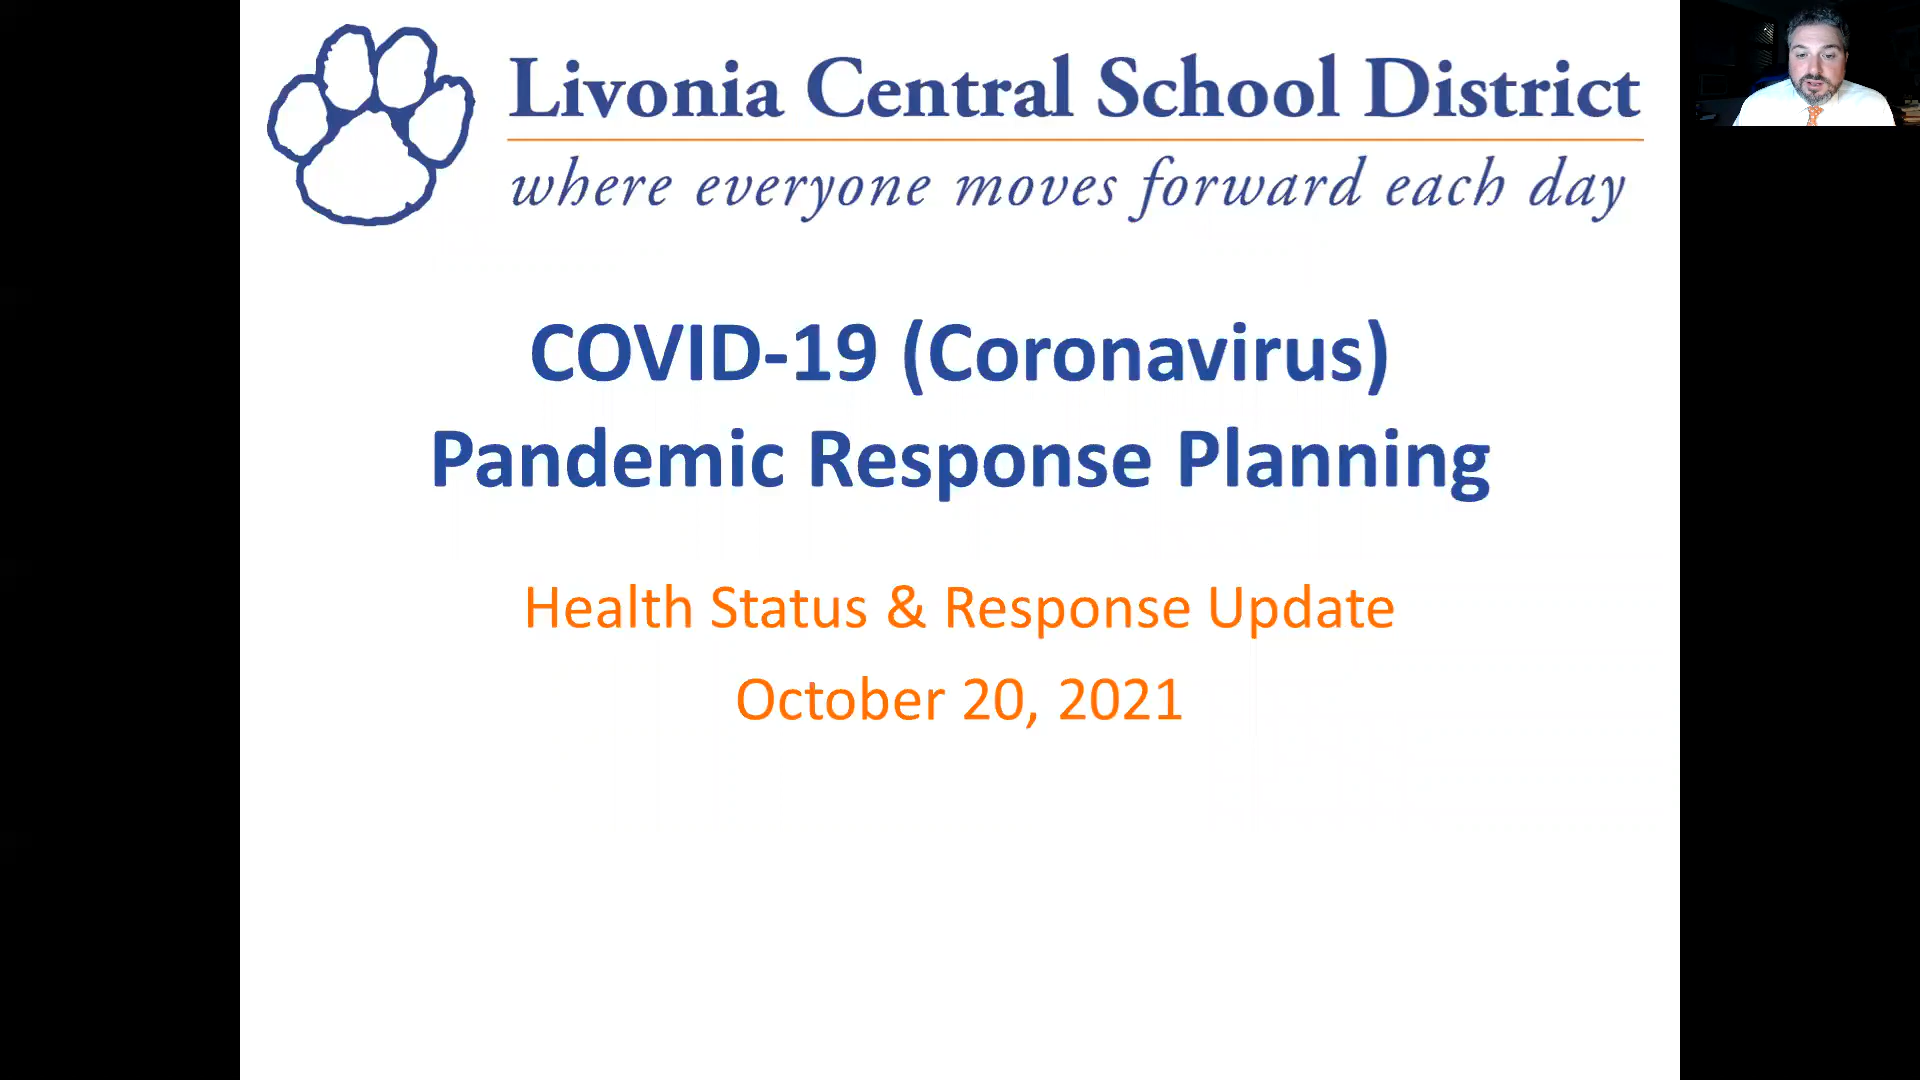 Livonia Central School District
where everyone moves forward each day
COVID-19 (Coronavirus)
Pandemic Response Planning
Health Status & Response Update
October 20, 2021